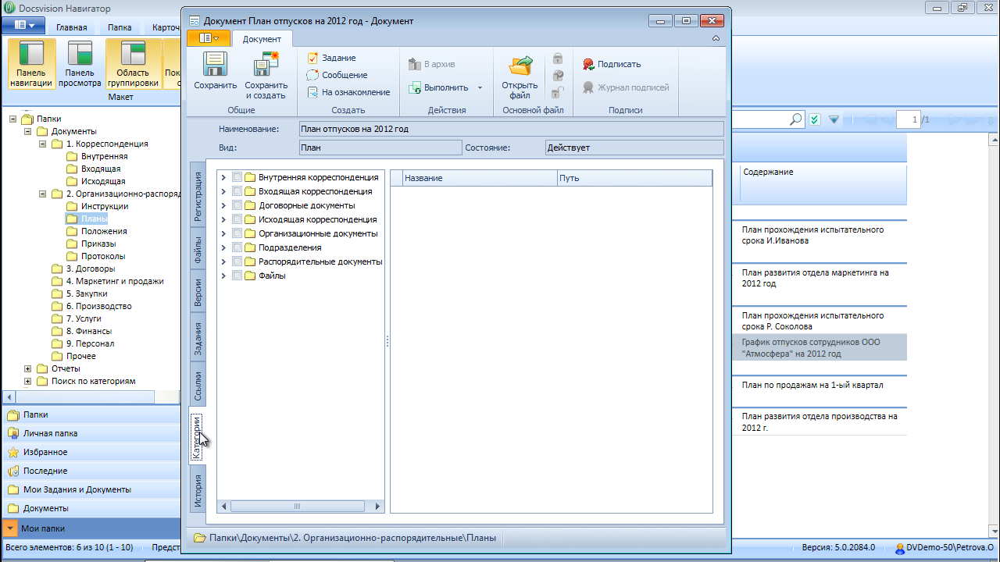 Docsvision Навигатор
Главная
Папка
Карточ
Панель навигации
Панель просмотра
Область группировки
Макет
Папки
Документы
1. Корреспонденция
Внутренняя
Входящая
Исходящая
2. Организационно-распоряд
Инструкции
Планы
Положения
Приказы
Протоколы
3. Договоры
4. Маркетинг и продажи
5. Закупки
6. Производство
7. Услуги
8. Финансы
9. Персонал
Прочее
Отчеты
Поиск по категориям
Папки
Личная папка
Избранное
Последние
Мои Задания и Документы
Документы
Мои папки
Всего элементов: 6 из 10 (1 - 10)
Предст
Документ План отпусков на 2012 год - Документ
Документ
Сохранить
Сохранить и создать
Общие
Задание
Сообщение
На ознакомление
Создать
В архив
Выполнить
Действия
Открыть файл
Основной файл
Подписать
Журнал подписей
Подписи
Наименование:
План отпусков на 2012 год
Вид:
План
Состояние:
Действует
Регистрация
Файлы
Версии
Задания
Ссылки
Категории
История
Внутренняя корреспонденция
Входящая корреспонденция
Договорные документы
Исходящая корреспонденция
Организационные документы
Подразделения
Распорядительные документы
Файлы
Название
Путь
Папки\Документы\2. Организационно-распорядительные\Планы
1 /1
Содержание
План прохождения испытательного
срока И.Иванова
План развития отдела маркетинга на
2012 год
План прохождения испытательного
срока Р. Соколова
График отпусков сотрудников ООО
"Атмосфера" на 2012 год
План по продажам на 1-ый квартал
План развития отдела производства на
2012 г.
Версия: 5.0.2084.0
DVDemo-50\Petrova.O